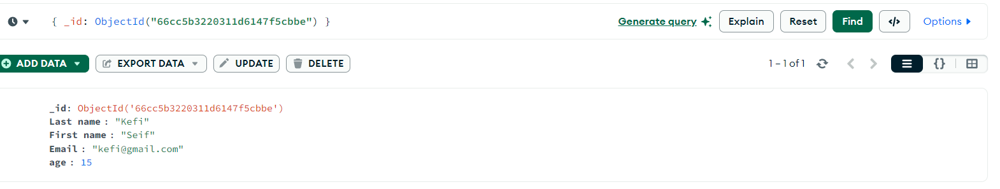 { _id: ObjectId("66cc5b3220311d6147f5cbbe") } Generate query Explain Reset Find </> Options
ADD DATA EXPORT DATA UPDATE DELETE 1 – 1 of 1 {}
_id: ObjectId('66cc5b3220311d6147f5cbbe')
Last name : "Kefi"
First name : "Seif"
Email : "kefi@gmail.com"
age : 15